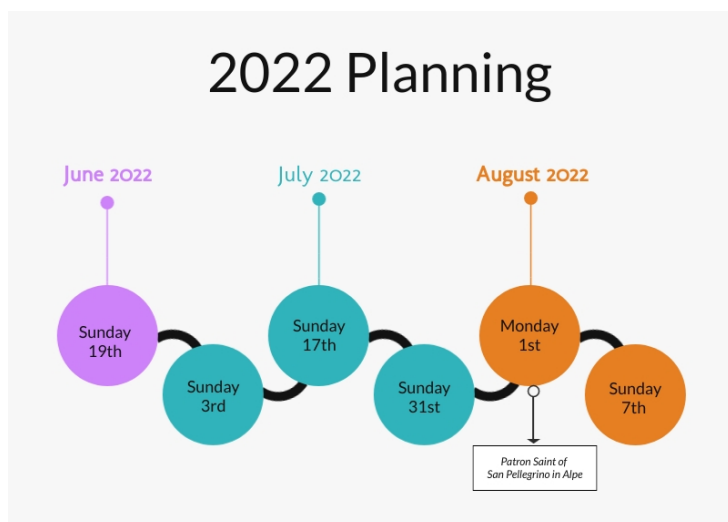 2022 Planning
June 2022
July 2022
August 2022
Sunday
19th
Sunday
3rd
Sunday
17th
Sunday
31st
Monday
1st
Sunday
7th
Patron Saint of
San Pellegrino in Alpe